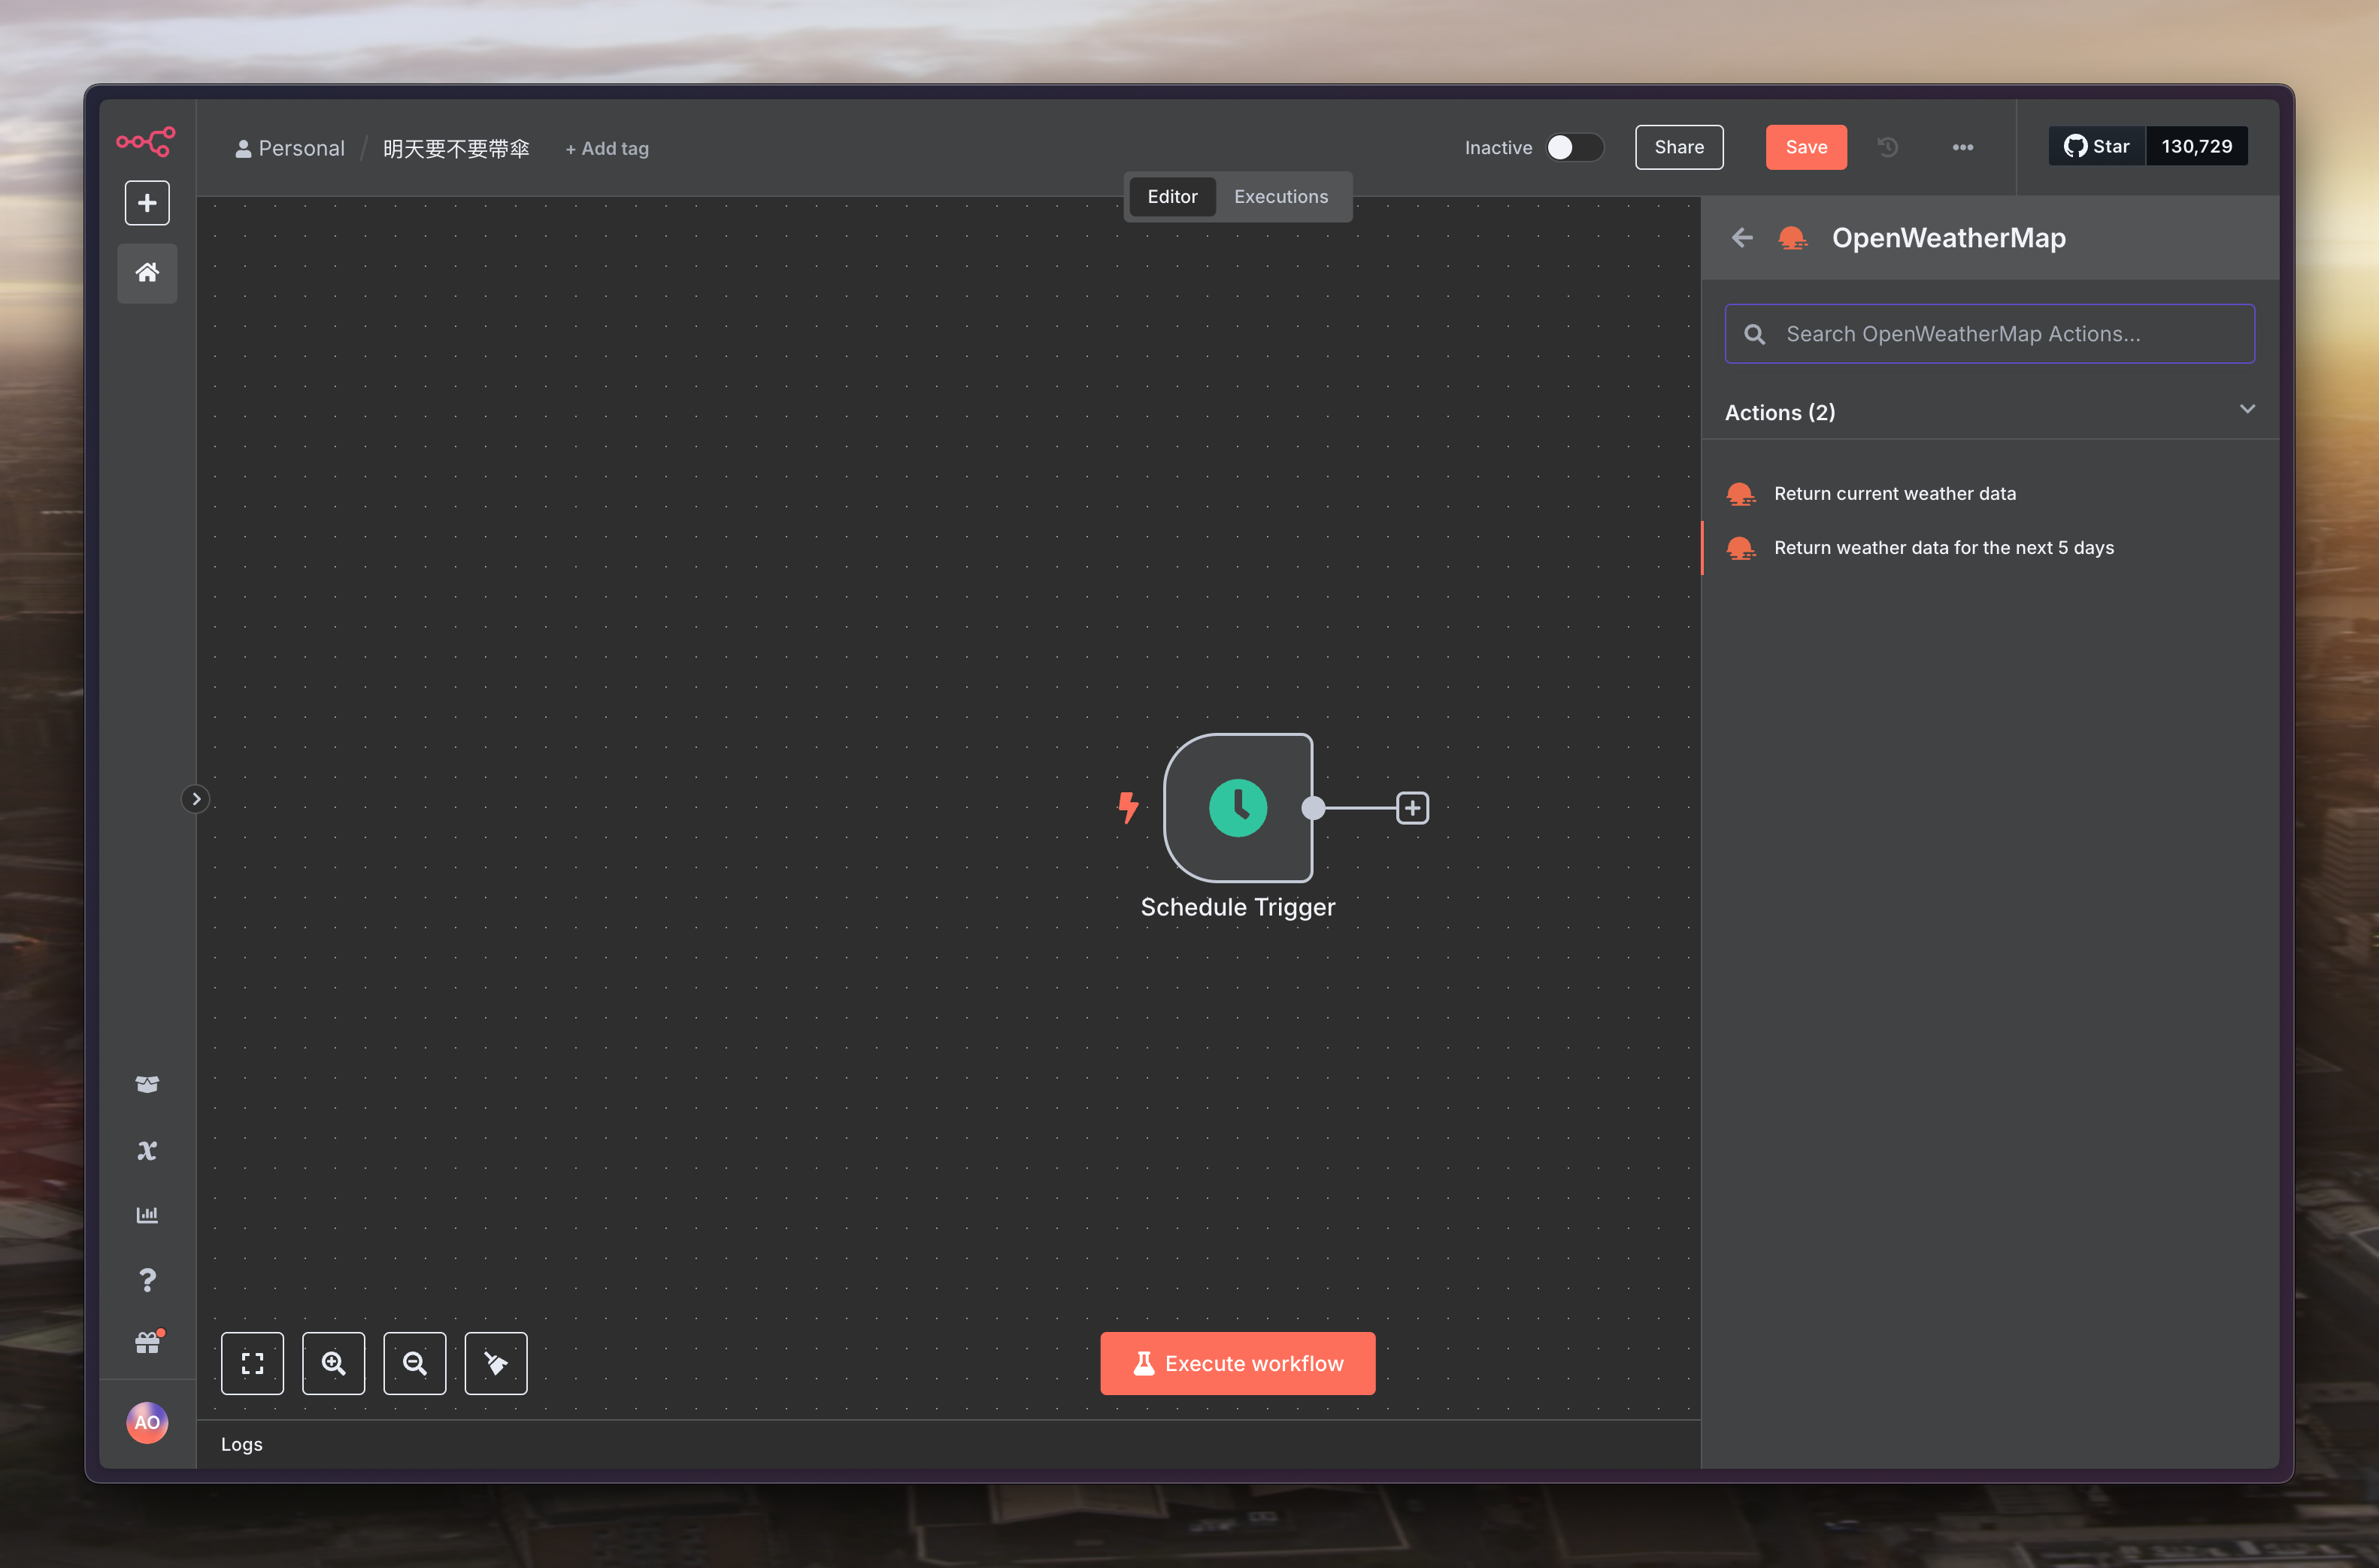 Personal / 明天要不要帶傘 + Add tag
Inactive
Share
Save
Star 130,729
Editor Executions
OpenWeatherMap
Search OpenWeatherMap Actions...
Actions (2)
Return current weather data
Return weather data for the next 5 days
Schedule Trigger
Execute workflow
AO
Logs